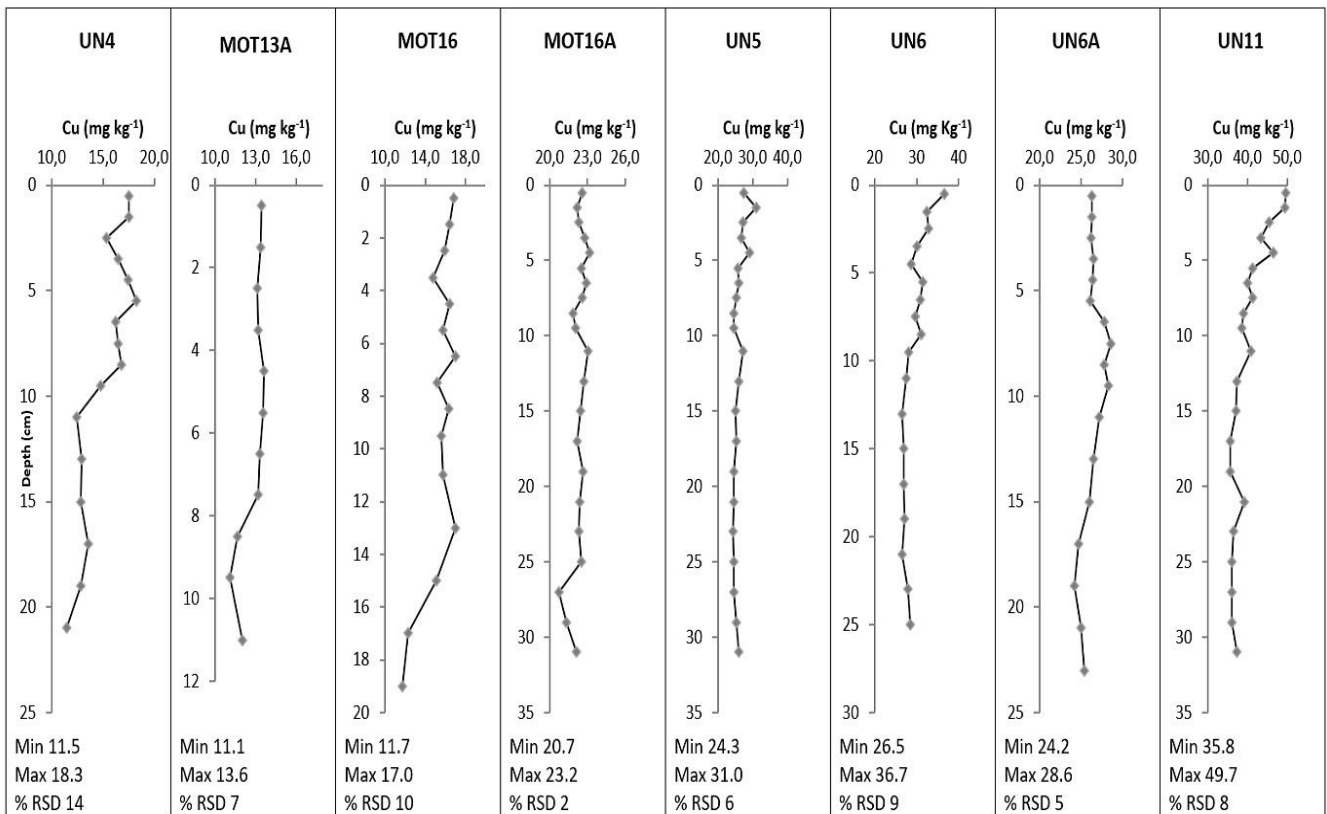 UN4 MOT13A MOT16 MOT16A UN5 UN6 UN6A UN11
Cu (mg kg⁻¹) Cu (mg kg⁻¹) Cu (mg kg⁻¹) Cu (mg kg⁻¹) Cu (mg kg⁻¹) Cu (mg Kg⁻¹) Cu (mg kg⁻¹) Cu (mg kg⁻¹)
10,0 15,0 20,0 10,0 13,0 16,0 10,0 14,0 18,0 20,0 23,0 26,0 20,0 30,0 40,0 20 30 40 20,0 25,0 30,0 30,0 40,0 50,0
0 0 0 0 0 0 0 0
2 2
5 4 4 5 5 5 5 5
6
10 6 8 10 10 10 10 10
Depth (cm)
10
15 8 12 15 15 15 15 15
14 20 20 20 20
20 10 16 25 25 25 20 25
18 30 30 30
25 12 20 35 35 30 25 35
Min 11.5 Min 11.1 Min 11.7 Min 20.7 Min 24.3 Min 26.5 Min 24.2 Min 35.8
Max 18.3 Max 13.6 Max 17.0 Max 23.2 Max 31.0 Max 36.7 Max 28.6 Max 49.7
% RSD 14 % RSD 7 % RSD 10 % RSD 2 % RSD 6 % RSD 9 % RSD 5 % RSD 8